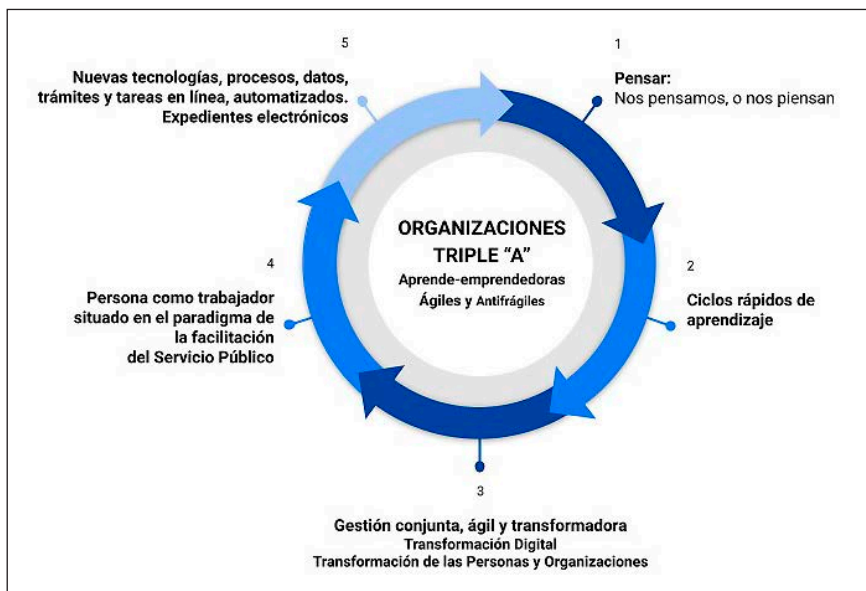 5
Nuevas tecnologías, procesos, datos,
trámites y tareas en línea, automatizados.
Expedientes electrónicos
1
Pensar:
Nos pensamos, o nos piensan
ORGANIZACIONES
TRIPLE “A”
Aprende-emprendedoras
Ágiles y Antifrágiles
2
Ciclos rápidos de
aprendizaje
4
Persona como trabajador
situado en el paradigma de
la facilitación
del Servicio Público
3
Gestión conjunta, ágil y transformadora
Transformación Digital
Transformación de las Personas y Organizaciones